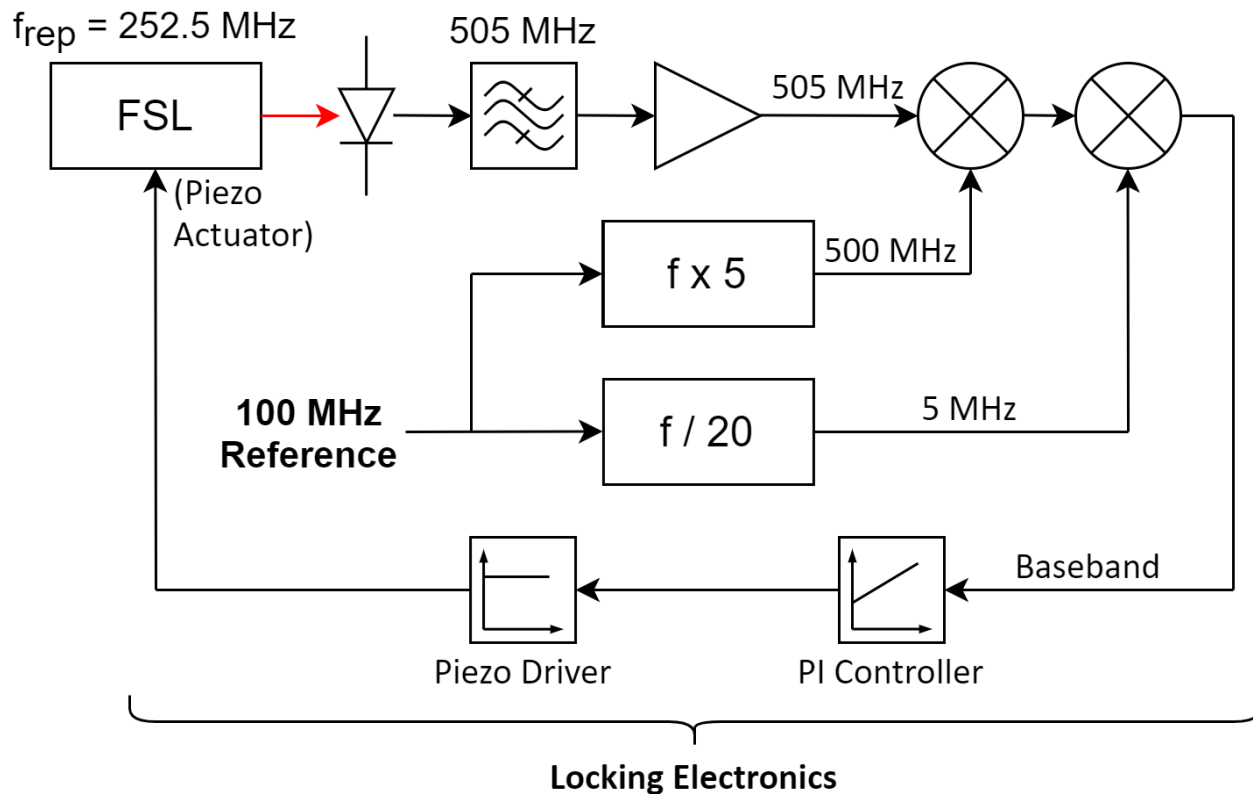 f_rep = 252.5 MHz
505 MHz
FSL
505 MHz
(Piezo
Actuator)
f x 5
500 MHz
100 MHz
Reference
f / 20
5 MHz
Baseband
Piezo Driver
PI Controller
Locking Electronics